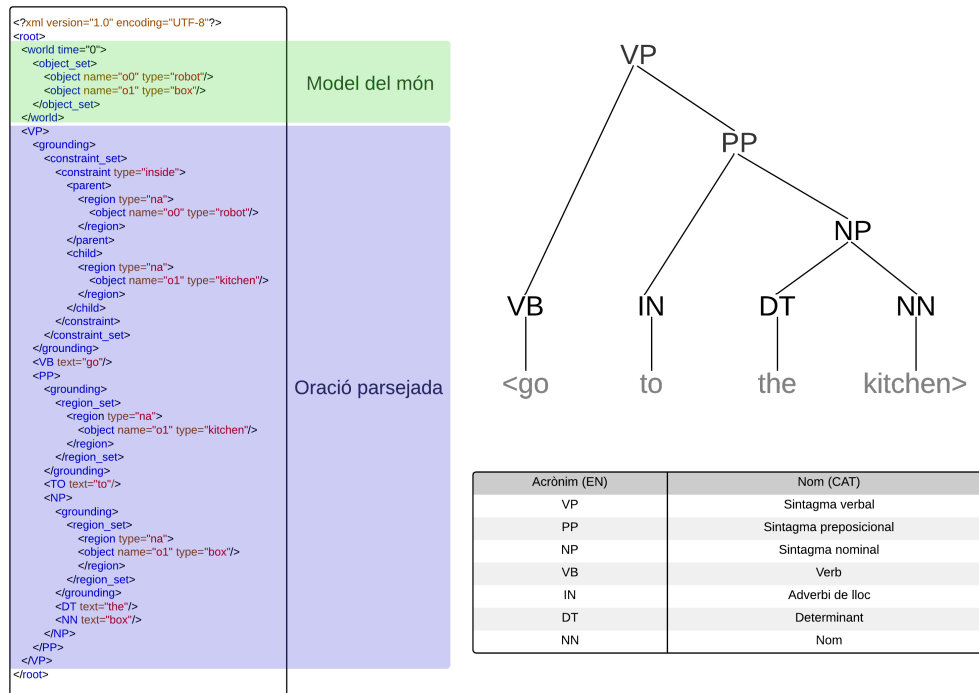 <?xml version="1.0" encoding="UTF-8"?>
<root>
<world time="0">
<object_set>
<object name="o0" type="robot"/>
<object name="o1" type="box"/>
</object_set>
</world>
<VP>
<grounding>
<constraint_set>
<constraint type="inside">
<parent>
<region type="na">
<object name="o0" type="robot"/>
</region>
</parent>
<child>
<region type="na">
<object name="o1" type="kitchen"/>
</region>
</child>
</constraint>
</constraint_set>
</grounding>
<VB text="go"/>
<PP>
<grounding>
<region_set>
<region type="na">
<object name="o1" type="kitchen"/>
</region>
</region_set>
</grounding>
<TO text="to"/>
<NP>
<grounding>
<region_set>
<region type="na">
<object name="o1" type="box"/>
</region>
</region_set>
</grounding>
<DT text="the"/>
<NN text="box"/>
</NP>
</PP>
</VP>
</root>
Model del món
Oració parsejada
VP
PP
NP
VB IN DT NN
<go to the kitchen>
Acrònim (EN) Nom (CAT)
VP Sintagma verbal
PP Sintagma preposicional
NP Sintagma nominal
VB Verb
IN Adverbi de lloc
DT Determinant
NN Nom